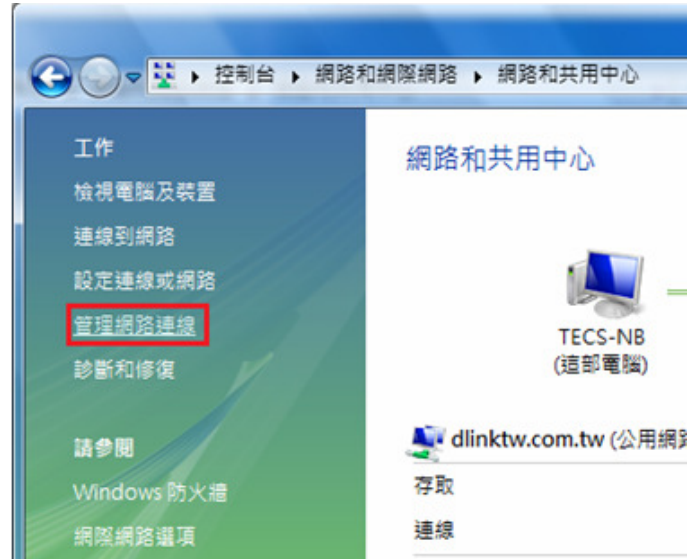 控制台 ▸ 網路和網際網路 ▸ 網路和共用中心
工作
檢視電腦及裝置
連線到網路
設定連線或網路
管理網路連線
診斷和修復
請參閱
Windows 防火牆
網際網路選項
網路和共用中心
TECS-NB
(這部電腦)
dlinktw.com.tw (公用網路
存取
連線